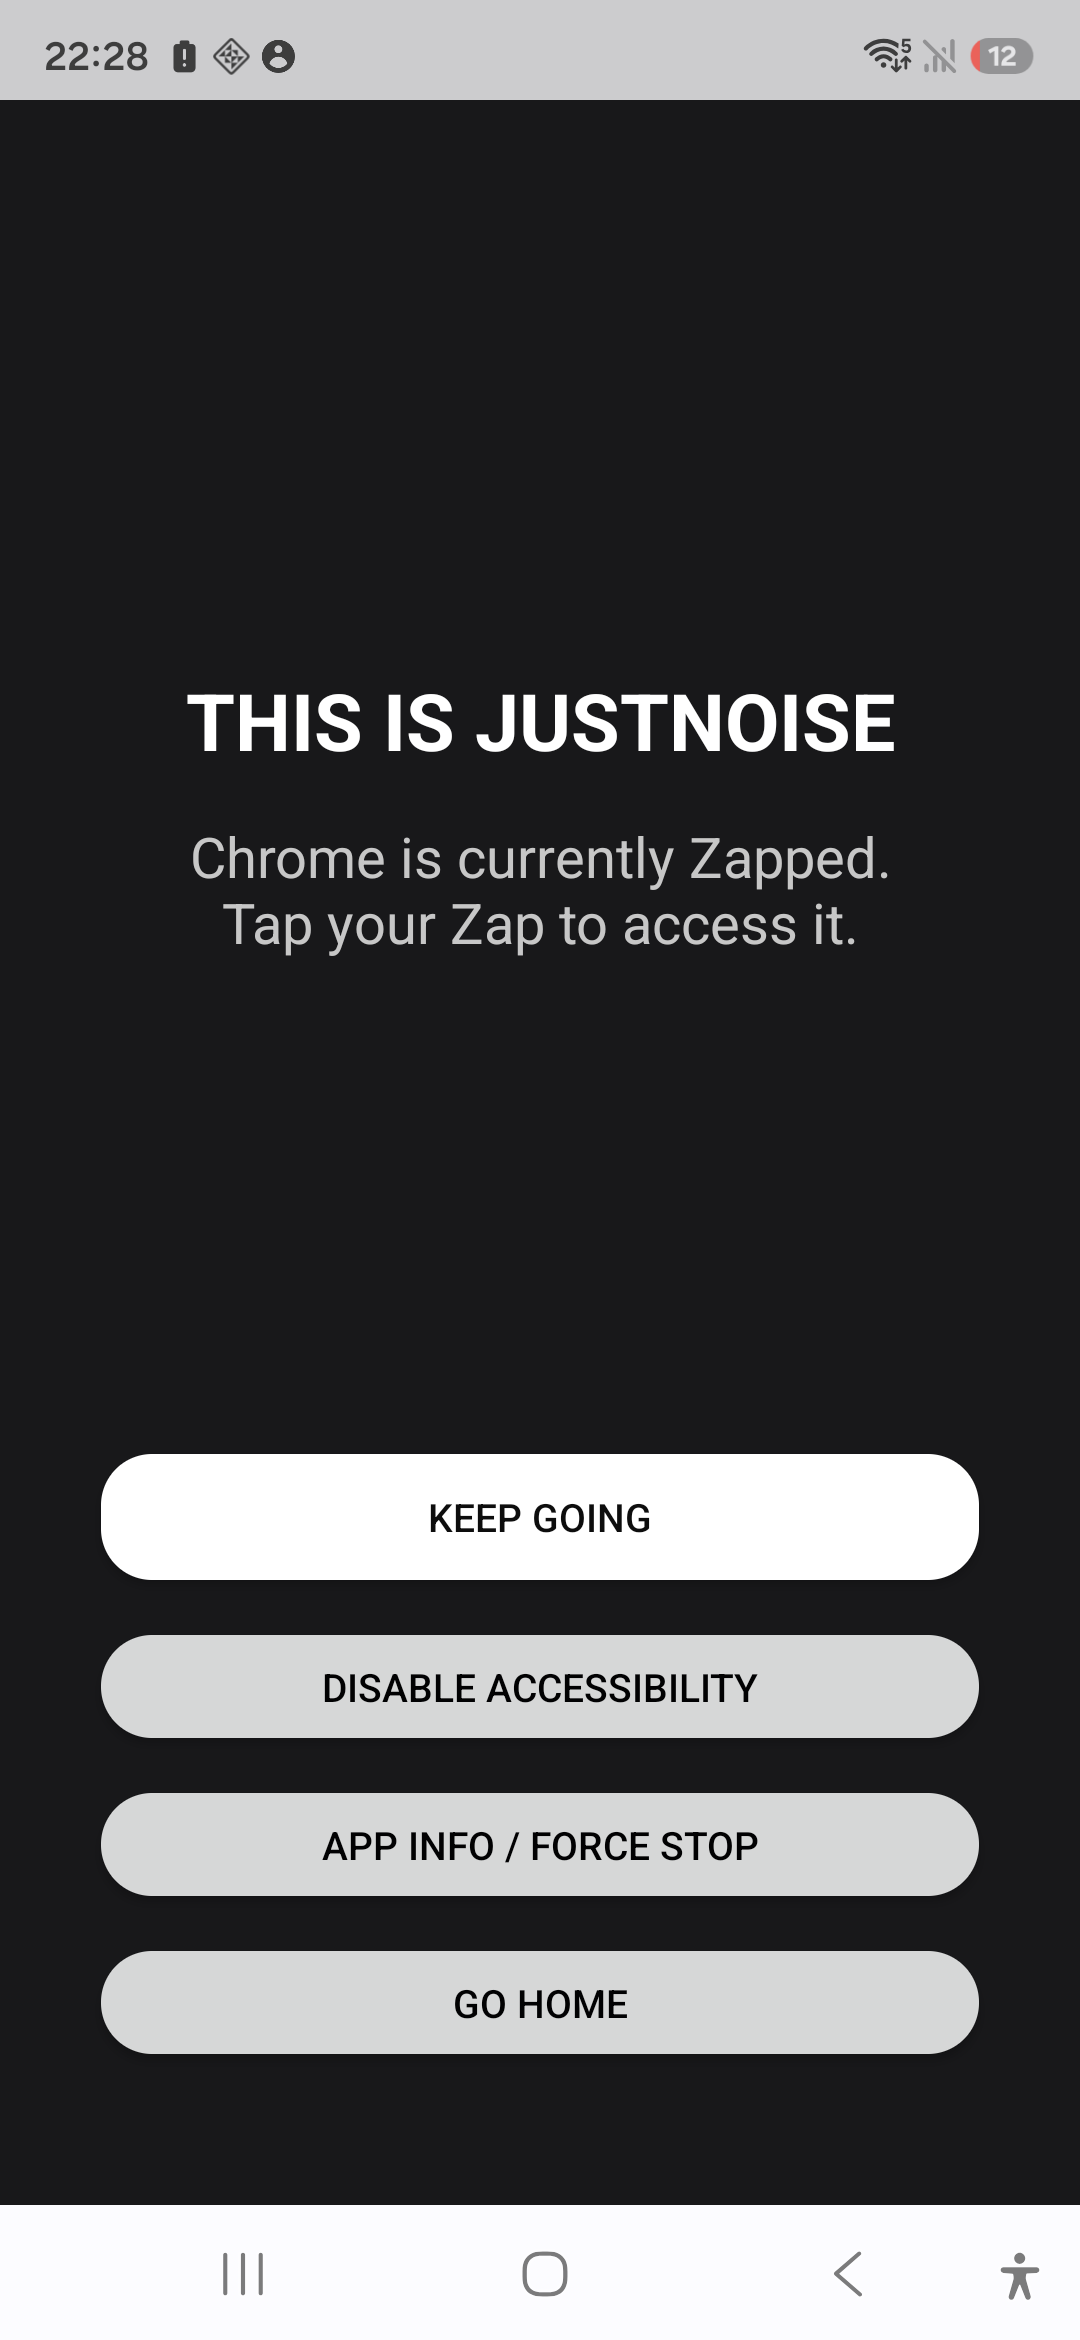 22:28
5
12
THIS IS JUSTNOISE
Chrome is currently Zapped.
Tap your Zap to access it.
KEEP GOING
DISABLE ACCESSIBILITY
APP INFO / FORCE STOP
GO HOME